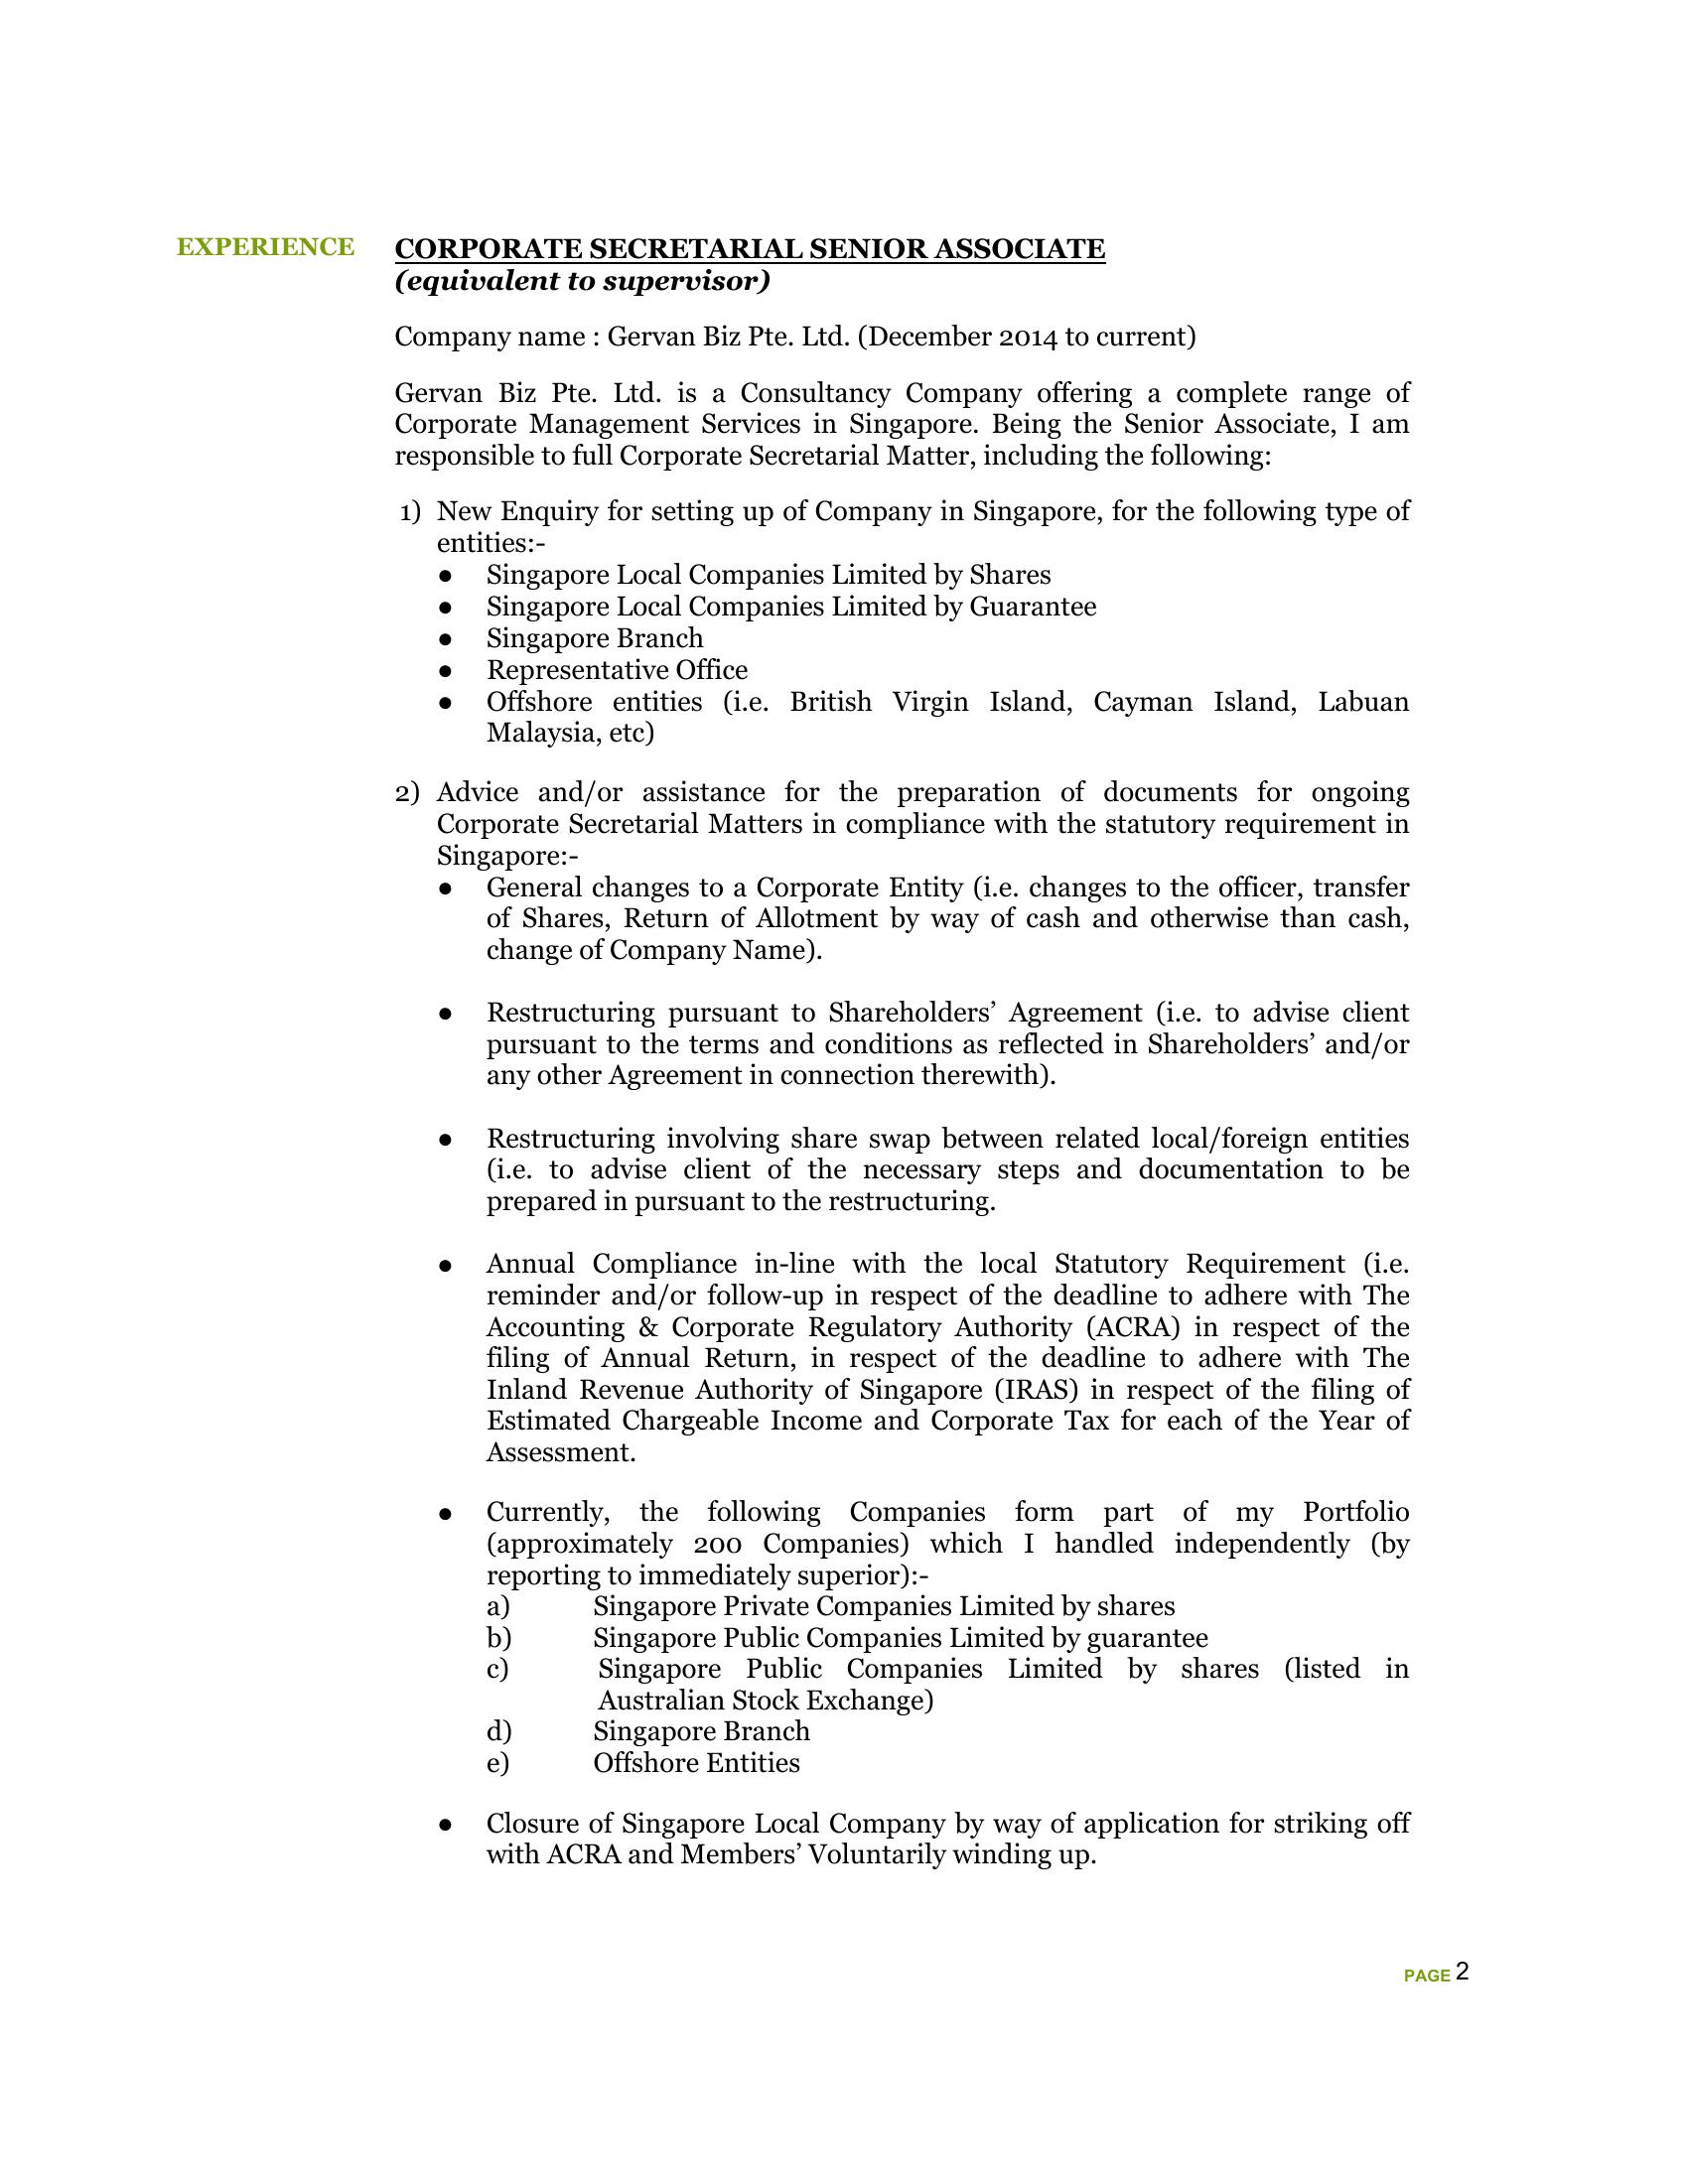 EXPERIENCE CORPORATE SECRETARIAL SENIOR ASSOCIATE
(equivalent to supervisor)
Company name : Gervan Biz Pte. Ltd. (December 2014 to current)
Gervan Biz Pte. Ltd. is a Consultancy Company offering a complete range of
Corporate Management Services in Singapore. Being the Senior Associate, I am
responsible to full Corporate Secretarial Matter, including the following:
1) New Enquiry for setting up of Company in Singapore, for the following type of
entities:-
● Singapore Local Companies Limited by Shares
● Singapore Local Companies Limited by Guarantee
● Singapore Branch
● Representative Office
● Offshore entities (i.e. British Virgin Island, Cayman Island, Labuan
Malaysia, etc)
2) Advice and/or assistance for the preparation of documents for ongoing
Corporate Secretarial Matters in compliance with the statutory requirement in
Singapore:-
● General changes to a Corporate Entity (i.e. changes to the officer, transfer
of Shares, Return of Allotment by way of cash and otherwise than cash,
change of Company Name).
● Restructuring pursuant to Shareholders’ Agreement (i.e. to advise client
pursuant to the terms and conditions as reflected in Shareholders’ and/or
any other Agreement in connection therewith).
● Restructuring involving share swap between related local/foreign entities
(i.e. to advise client of the necessary steps and documentation to be
prepared in pursuant to the restructuring.
● Annual Compliance in-line with the local Statutory Requirement (i.e.
reminder and/or follow-up in respect of the deadline to adhere with The
Accounting & Corporate Regulatory Authority (ACRA) in respect of the
filing of Annual Return, in respect of the deadline to adhere with The
Inland Revenue Authority of Singapore (IRAS) in respect of the filing of
Estimated Chargeable Income and Corporate Tax for each of the Year of
Assessment.
● Currently, the following Companies form part of my Portfolio
(approximately 200 Companies) which I handled independently (by
reporting to immediately superior):-
a) Singapore Private Companies Limited by shares
b) Singapore Public Companies Limited by guarantee
c) Singapore Public Companies Limited by shares (listed in
Australian Stock Exchange)
d) Singapore Branch
e) Offshore Entities
● Closure of Singapore Local Company by way of application for striking off
with ACRA and Members’ Voluntarily winding up.
PAGE 2